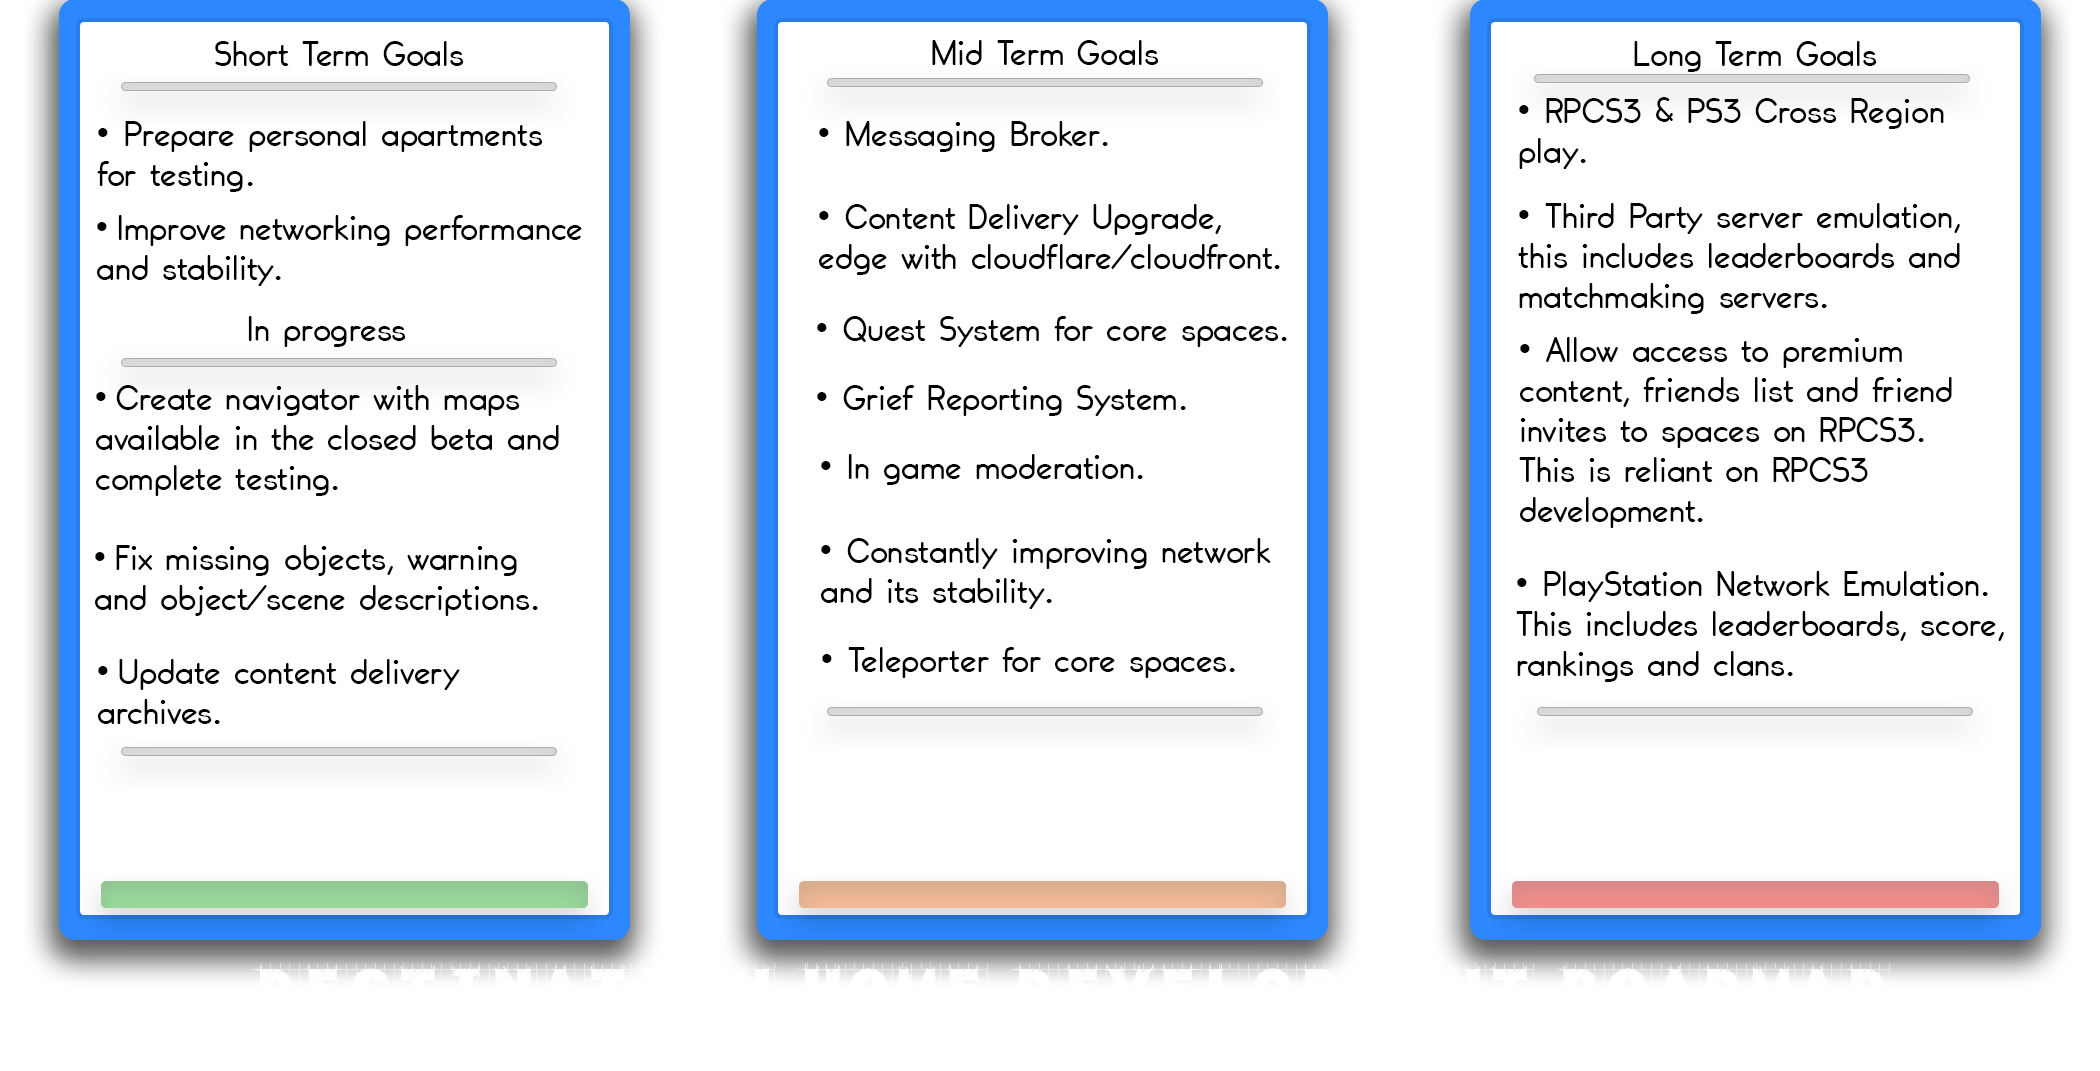 Short Term Goals
• Prepare personal apartments
for testing.
• Improve networking performance
and stability.
In progress
• Create navigator with maps
available in the closed beta and
complete testing.
• Fix missing objects, warning
and object/scene descriptions.
• Update content delivery
archives.
Mid Term Goals
• Messaging Broker.
• Content Delivery Upgrade,
edge with cloudflare/cloudfront.
• Quest System for core spaces.
• Grief Reporting System.
• In game moderation.
• Constantly improving network
and its stability.
• Teleporter for core spaces.
Long Term Goals
• RPCS3 & PS3 Cross Region
play.
• Third Party server emulation,
this includes leaderboards and
matchmaking servers.
• Allow access to premium
content, friends list and friend
invites to spaces on RPCS3.
This is reliant on RPCS3
development.
• PlayStation Network Emulation.
This includes leaderboards, score,
rankings and clans.
HOME